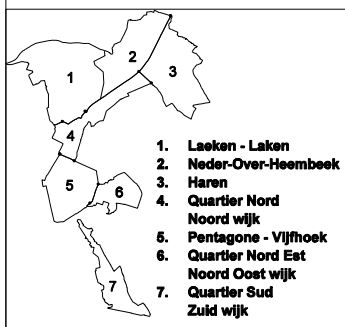 1
2
3
4
5
6
7
1. Laeken - Laken
2. Neder-Over-Heembeek
3. Haren
4. Quartier Nord
Noord wijk
5. Pentagone - Vijfhoek
6. Quartier Nord Est
Noord Oost wijk
7. Quartier Sud
Zuid wijk